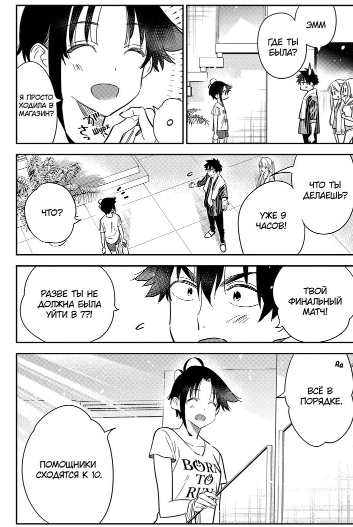 ЭММ
ГДЕ ТЫ
БЫЛА?
Я ПРОСТО
ХОДИЛА В
МАГАЗИН?
ШУРХ
ЧТО ТЫ
ДЕЛАЕШЬ?
УЖЕ 9
ЧАСОВ!
ЧТО?
ТВОЙ
ФИНАЛЬНЫЙ
МАТЧ!
РАЗВЕ ТЫ НЕ
ДОЛЖНА БЫЛА
УЙТИ В 7?!
ВСЁ В
ПОРЯДКЕ.
ПОМОЩНИКИ
СХОДЯТСЯ К 10.
BORN
TO
RUN